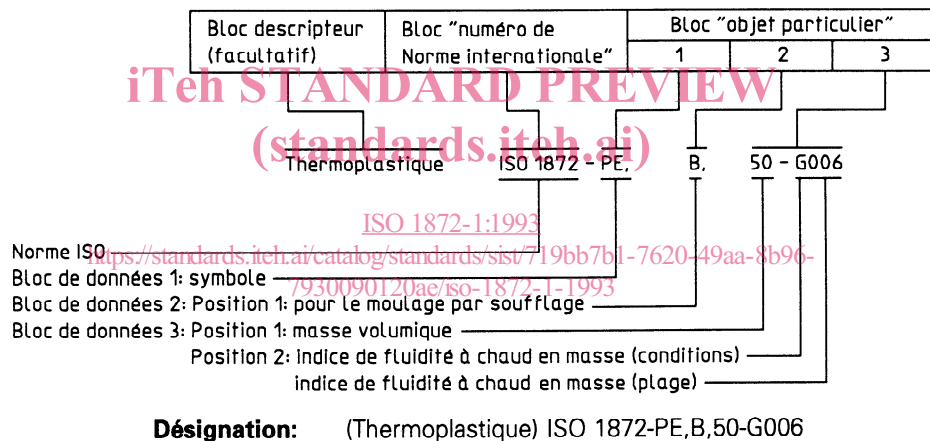 Bloc descripteur (facultatif)
Bloc "numéro de Norme internationale"
Bloc "objet particulier"
1 2 3
iTeh STANDARD PREVIEW
(standards.iteh.ai)
Thermoplastique ISO 1872 - PE, B, 50 - G006
ISO 1872-1:1993
Norme ISO
https://standards.iteh.ai/catalog/standards/sist/719bb7b1-7620-49aa-8b96-
Bloc de données 1: symbole
7930090120ae/iso-1872-1-1993
Bloc de données 2: Position 1: pour le moulage par soufflage
Bloc de données 3: Position 1: masse volumique
Position 2: indice de fluidité à chaud en masse (conditions)
indice de fluidité à chaud en masse (plage)
Désignation: (Thermoplastique) ISO 1872-PE,B,50-G006